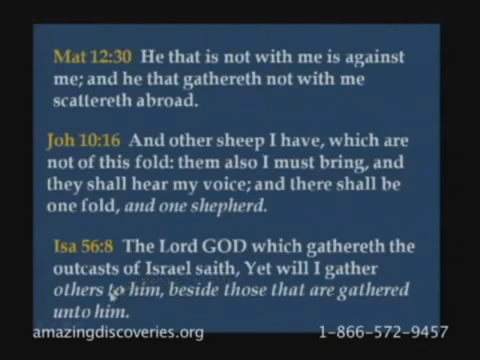 Mat 12:30 He that is not with me is against
me; and he that gathereth not with me
scattereth abroad.
Joh 10:16 And other sheep I have, which are
not of this fold: them also I must bring, and
they shall hear my voice; and there shall be
one fold, and one shepherd.
Isa 56:8 The Lord GOD which gathereth the
outcasts of Israel saith, Yet will I gather
others to him, beside those that are gathered
unto him.
amazingdiscoveries.org 1-866-572-9457